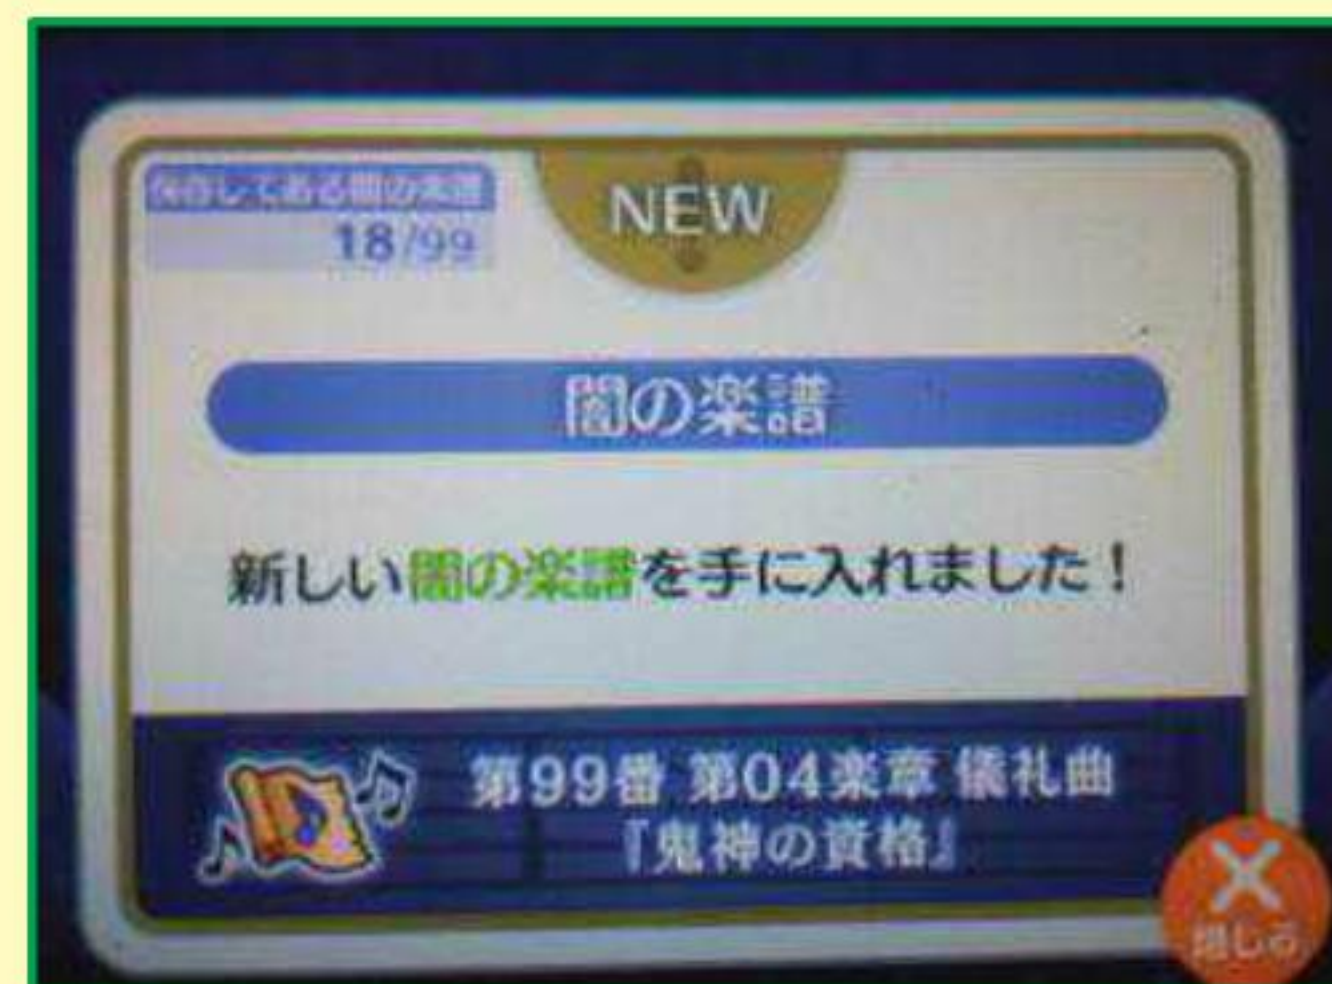 保存してある闇の楽譜
NEW
18/99
闇の楽譜
新しい闇の楽譜を手に入れました!
第99番 第04楽章 儀礼曲
『鬼神の資格』
閉じる